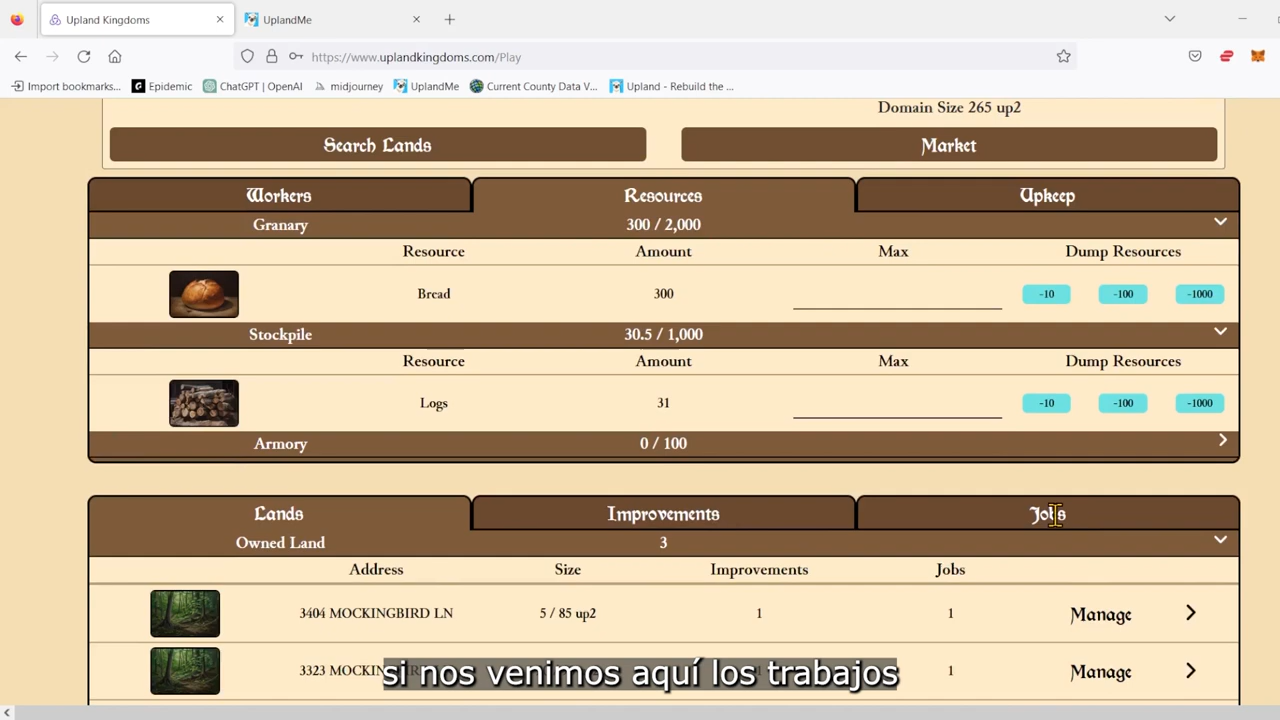 Upland Kingdoms
UplandMe
https://www.uplandkingdoms.com/Play
Import bookmarks...
Epidemic
ChatGPT | OpenAI
midjourney
UplandMe
Current County Data V...
Upland - Rebuild the ...
Domain Size 265 up2
Search Lands
Market
Workers
Resources
Upkeep
Granary 300 / 2,000
Resource Amount Max Dump Resources
Bread 300 -10 -100 -1000
Stockpile 30.5 / 1,000
Resource Amount Max Dump Resources
Logs 31 -10 -100 -1000
Armory 0 / 100
Lands Improvements Jobs
Owned Land 3
Address Size Improvements Jobs
3404 MOCKINGBIRD LN 5 / 85 up2 1 1 Manage
3323 1 Manage
si nos venimos aquí los trabajos